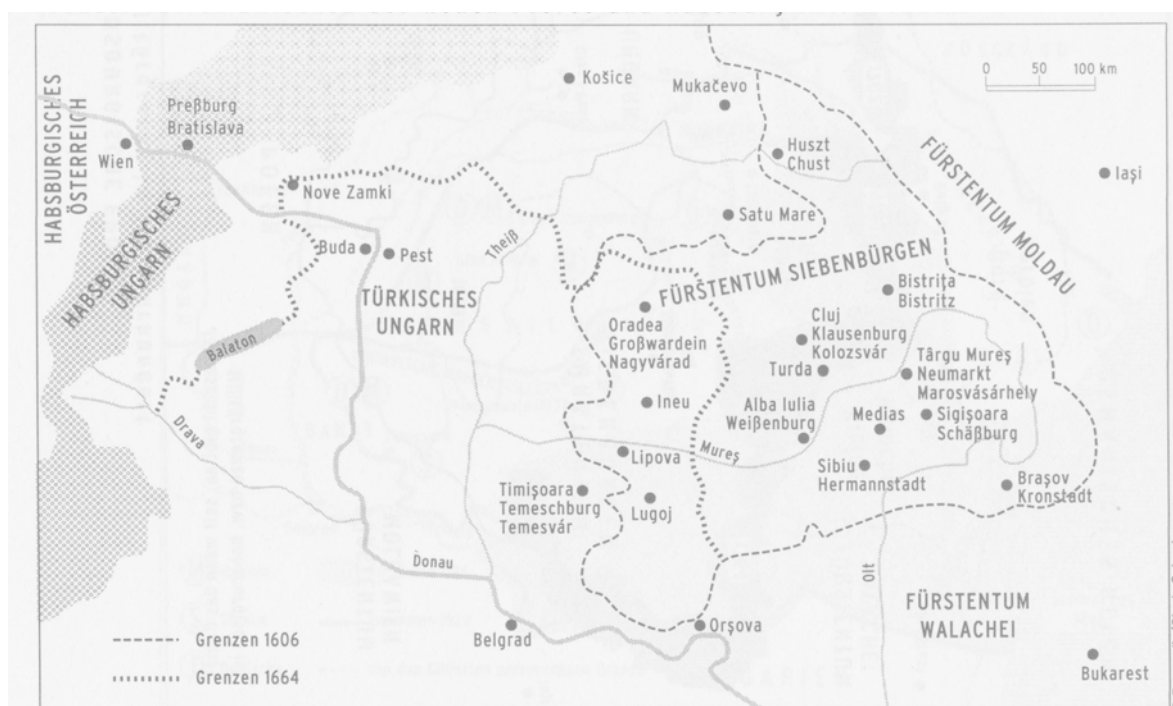 0 50 100 km
Košice
Mukačevo
HABSBURGISCHES
ÖSTERREICH
Preßburg
Bratislava
Wien
Huszt
Chust
FÜRSTENTUM MOLDAU
Iaşi
Nove Zamki
Satu Mare
HABSBURGISCHES
UNGARN
Buda
Pest
Theiß
TÜRKISCHES
UNGARN
FÜRSTENTUM SIEBENBÜRGEN
Bistriţa
Bistritz
Oradea
Großwardein
Nagyvárad
Cluj
Klausenburg
Kolozsvár
Balaton
Turda
Târgu Mureş
Neumarkt
Marosvásárhely
Ineu
Alba Iulia
Weißenburg
Medias
Sigişoara
Schäßburg
Drava
Mureş
Lipova
Sibiu
Hermannstadt
Braşov
Kronstadt
Timişoara
Temeschburg
Temesvár
Lugoj
Donau
Olt
FÜRSTENTUM
WALACHEI
Belgrad
Orşova
Bukarest
Grenzen 1606
Grenzen 1664